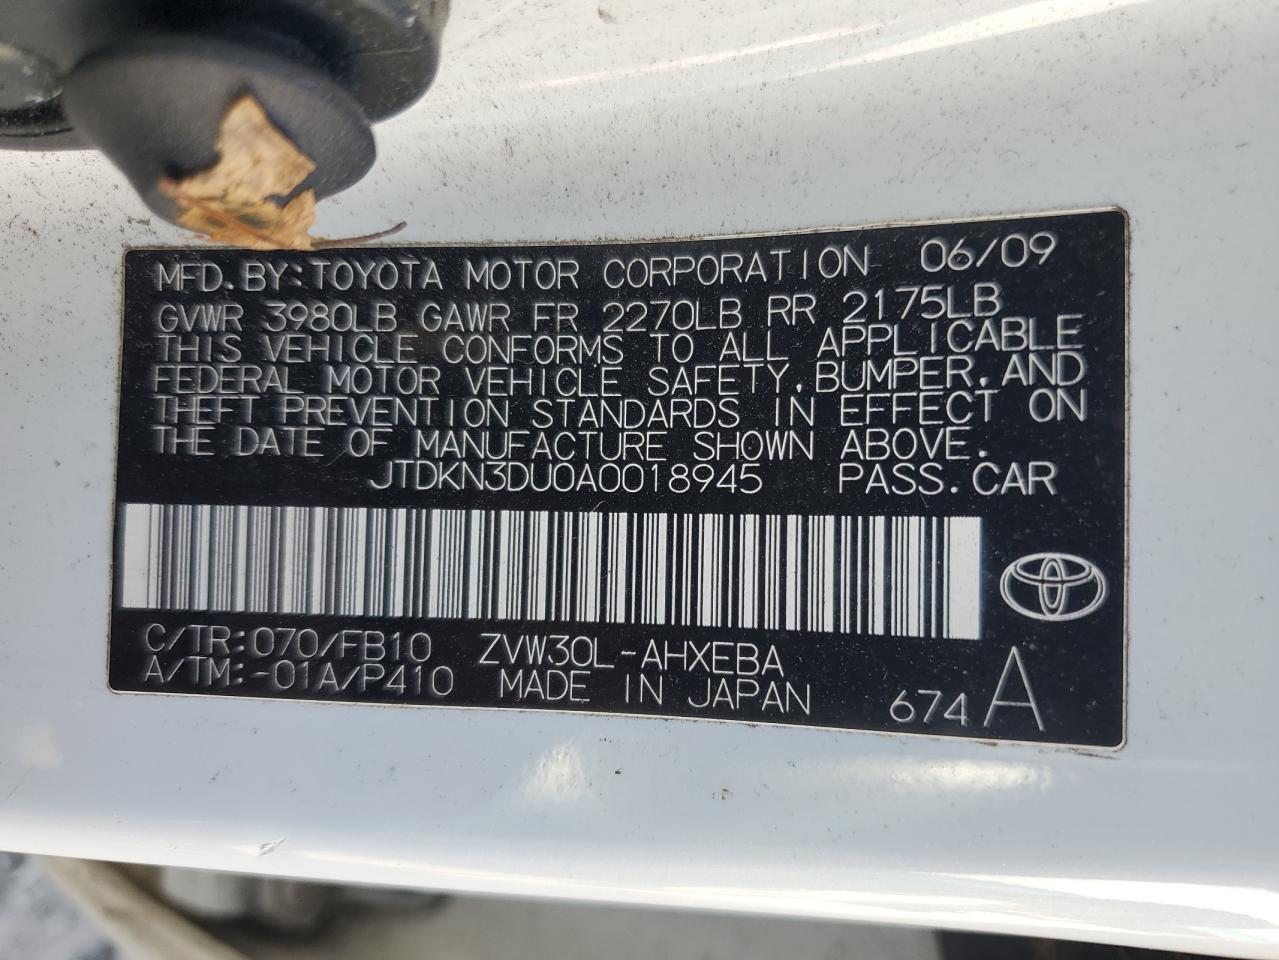 MFD.BY:TOYOTA MOTOR CORPORATION 06/09
GVWR 3980LB GAWR FR 2270LB RR 2175LB
THIS VEHICLE CONFORMS TO ALL APPLICABLE
FEDERAL MOTOR VEHICLE SAFETY,BUMPER,AND
THEFT PREVENTION STANDARDS IN EFFECT ON
THE DATE OF MANUFACTURE SHOWN ABOVE.
JTDKN3DU0A0018945 PASS.CAR
C/TR:070/FB10 ZVW30L-AHXEBA
A/TM:-01A/P410 MADE IN JAPAN 674 A